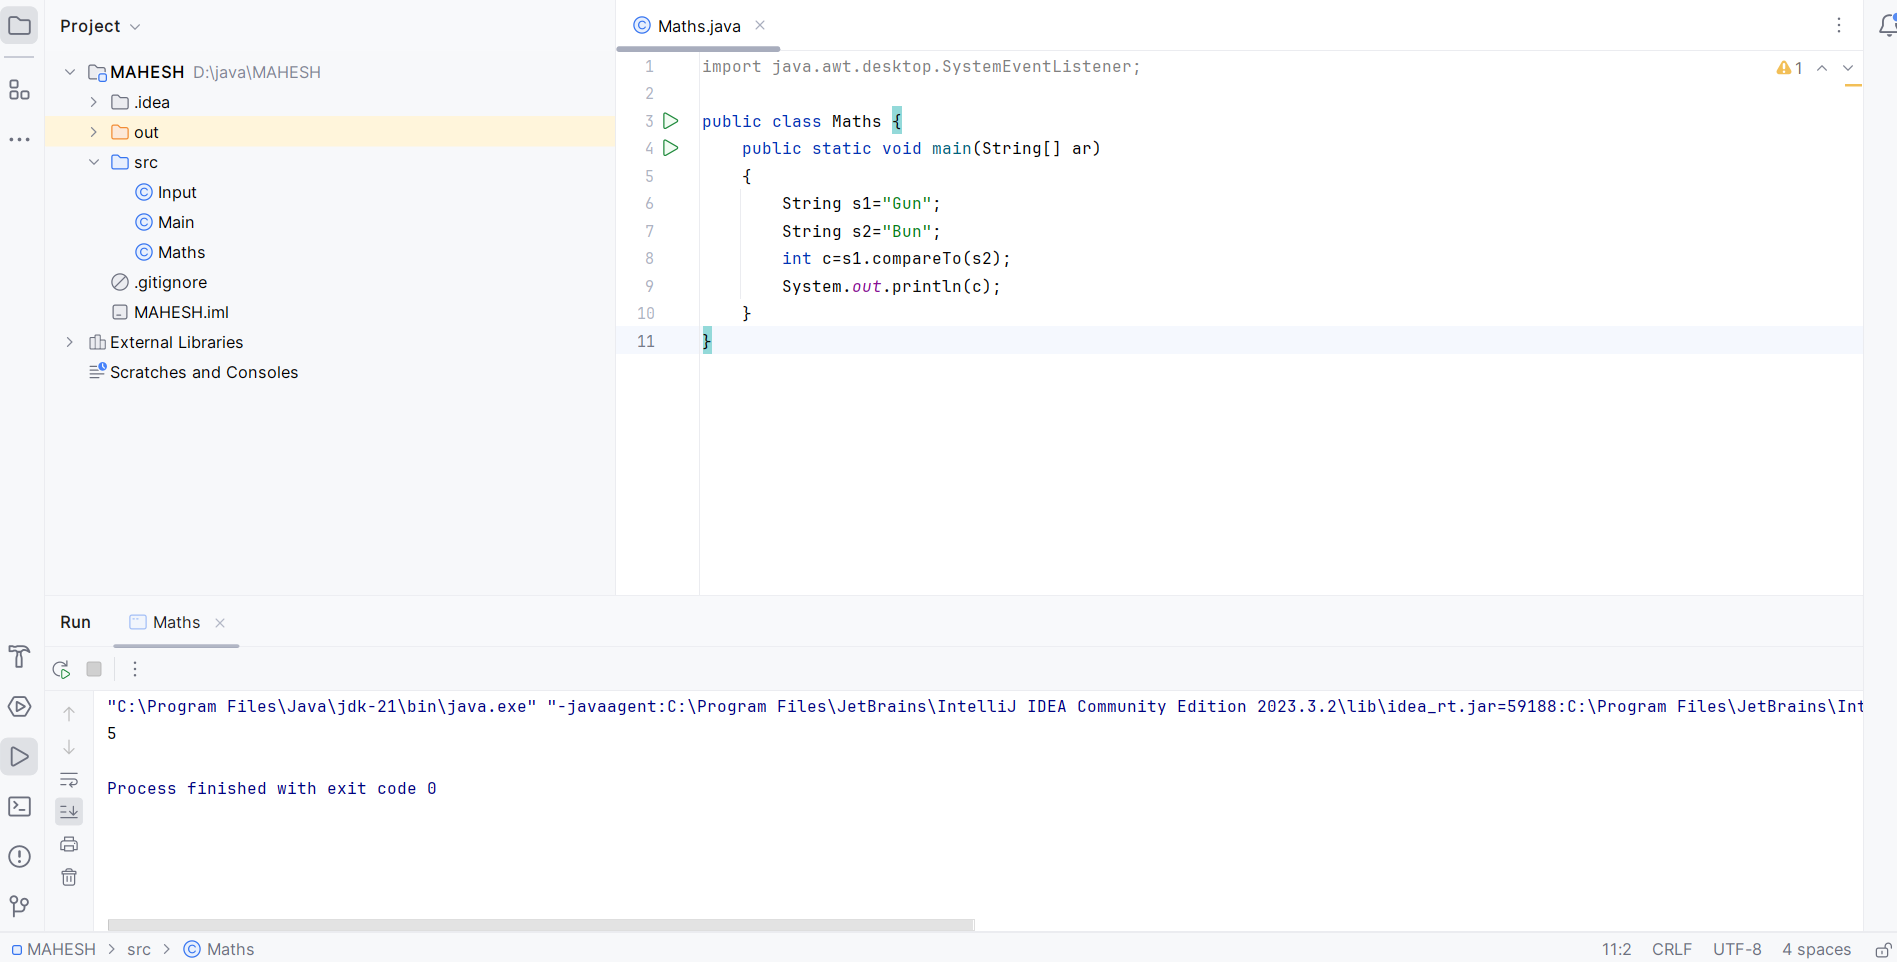 Project
MAHESH D:\java\MAHESH
.idea
out
src
Input
Main
Maths
.gitignore
MAHESH.iml
External Libraries
Scratches and Consoles
Maths.java
1 import java.awt.desktop.SystemEventListener;
2
3 public class Maths {
4 public static void main(String[] ar)
5 {
6 String s1="Gun";
7 String s2="Bun";
8 int c=s1.compareTo(s2);
9 System.out.println(c);
10 }
11 }
1
Run Maths
"C:\Program Files\Java\jdk-21\bin\java.exe" "-javaagent:C:\Program Files\JetBrains\IntelliJ IDEA Community Edition 2023.3.2\lib\idea_rt.jar=59188:C:\Program Files\JetBrains\Int
5
Process finished with exit code 0
MAHESH > src > Maths
11:2 CRLF UTF-8 4 spaces